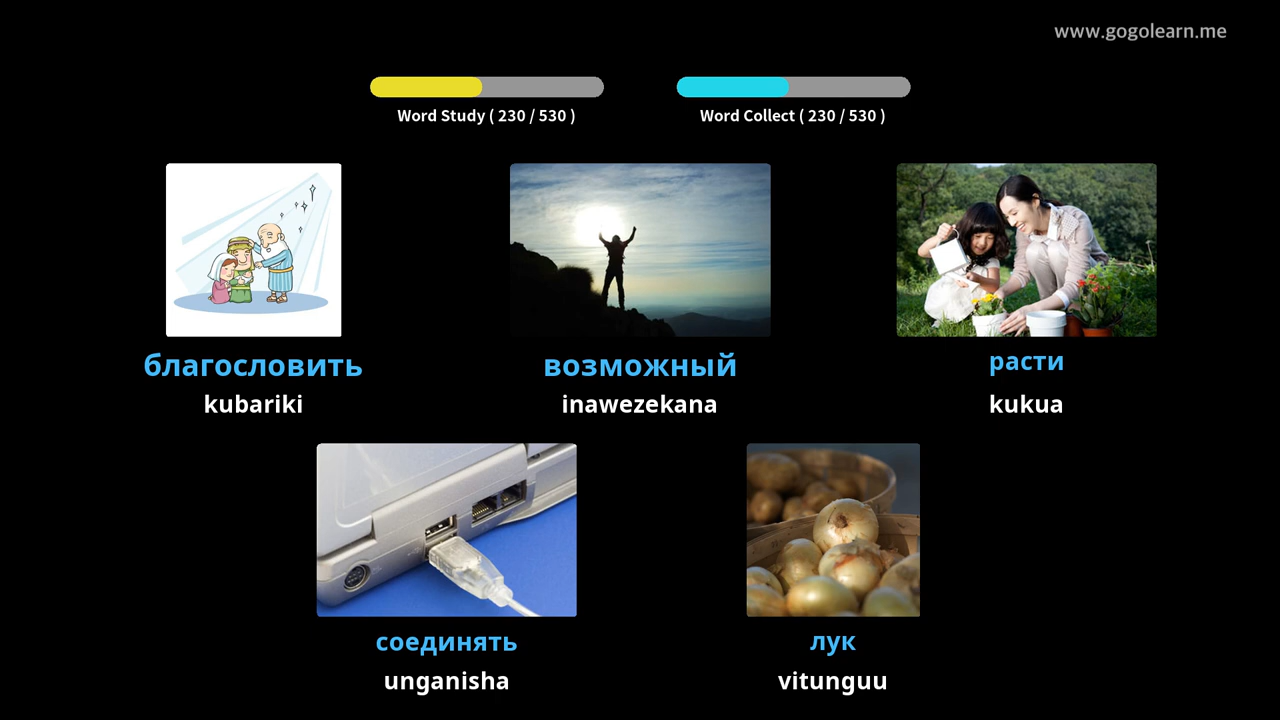 www.gogolearn.me
Word Study ( 230 / 530 )
Word Collect ( 230 / 530 )
благословить
kubariki
возможный
inawezekana
расти
kukua
соединять
unganisha
лук
vitunguu